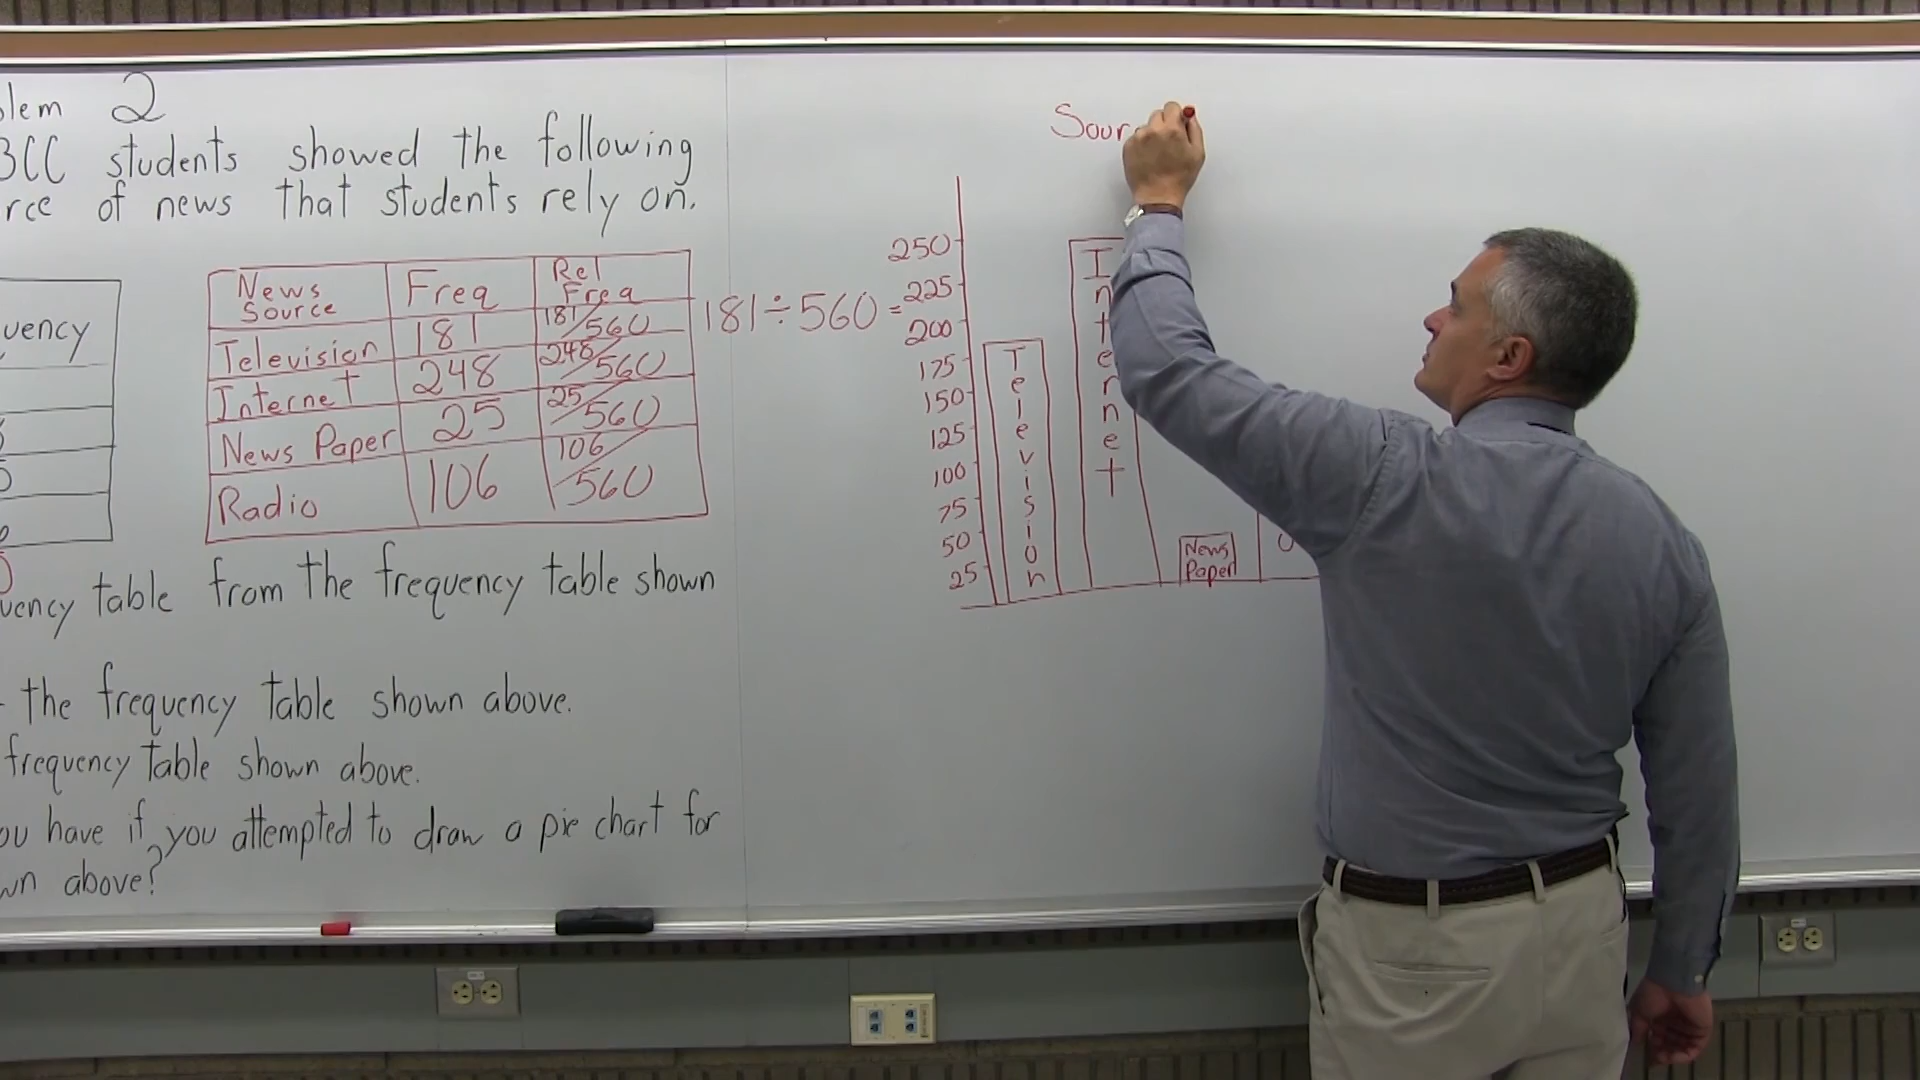 lem 2
BCC students showed the following
rce of news that students rely on.
uency
News Source Freq Rel Freq
Television 181 181/560
Internet 248 248/560
News Paper 25 25/560
Radio 106 106/560
181÷560=
uency table from the frequency table shown
the frequency table shown above.
frequency table shown above.
ou have if you attempted to draw a pie chart for
wn above?
Sour
250
225
200
175
150
125
100
75
50
25
Television
Internet
News
Paper